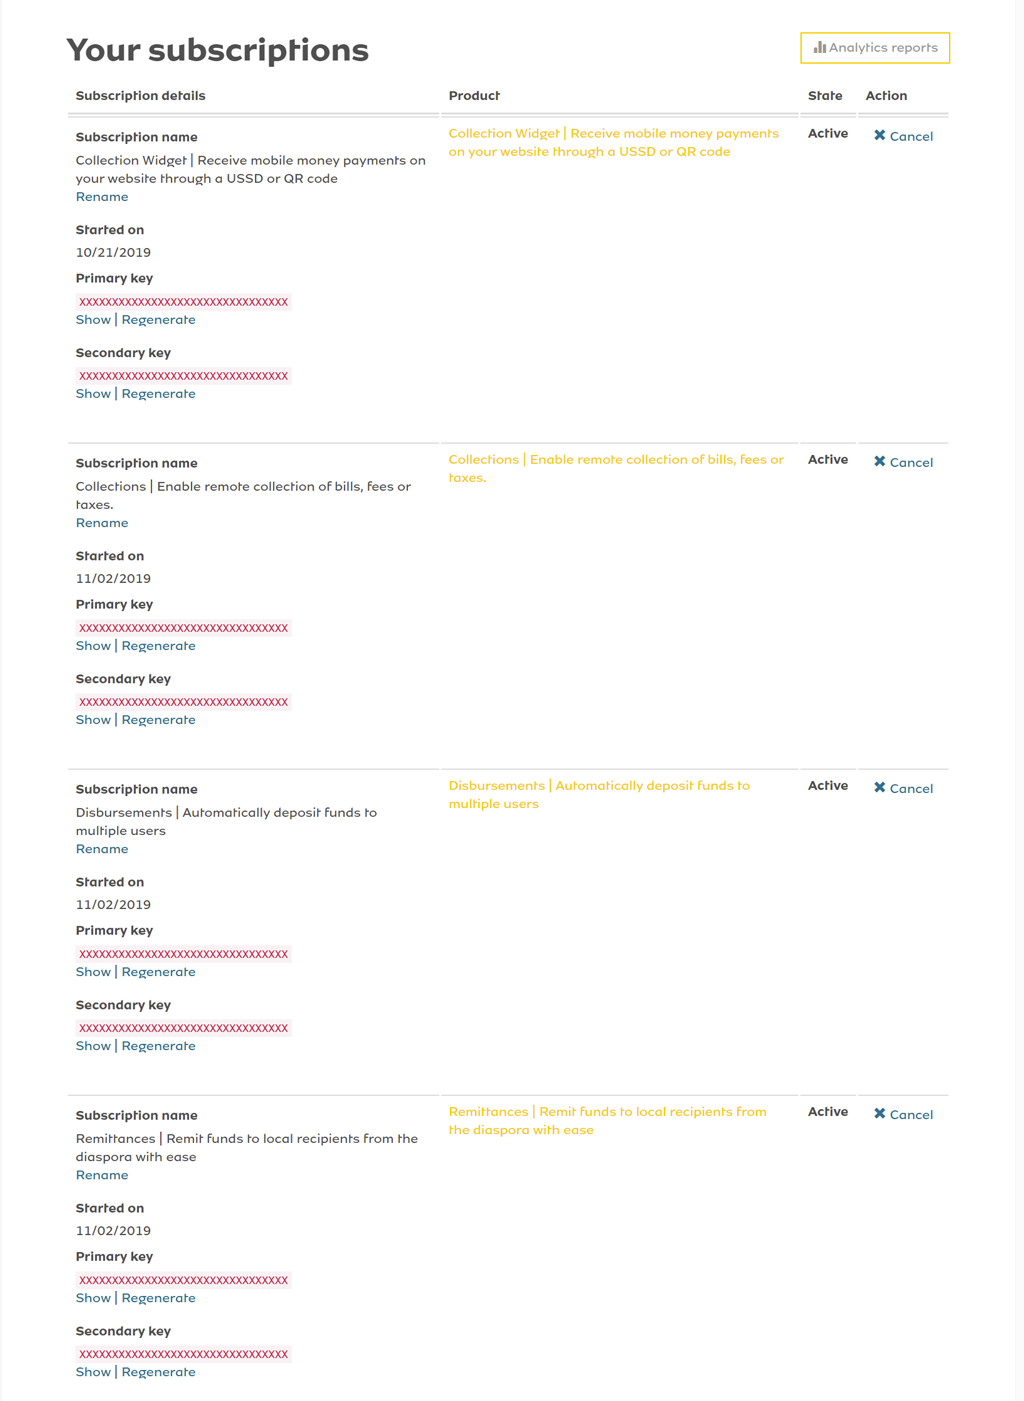 Your subscriptions
Analytics reports
Subscription details Product State Action
Subscription name
Collection Widget | Receive mobile money payments on
your website through a USSD or QR code
Rename
Started on
10/21/2019
Primary key
XXXXXXXXXXXXXXXXXXXXXXXXXXXXXXXX
Show | Regenerate
Secondary key
XXXXXXXXXXXXXXXXXXXXXXXXXXXXXXXX
Show | Regenerate
Collection Widget | Receive mobile money payments
on your website through a USSD or QR code
Active
Cancel
Subscription name
Collections | Enable remote collection of bills, fees or
taxes.
Rename
Started on
11/02/2019
Primary key
XXXXXXXXXXXXXXXXXXXXXXXXXXXXXXXX
Show | Regenerate
Secondary key
XXXXXXXXXXXXXXXXXXXXXXXXXXXXXXXX
Show | Regenerate
Collections | Enable remote collection of bills, fees or
taxes.
Active
Cancel
Subscription name
Disbursements | Automatically deposit funds to
multiple users
Rename
Started on
11/02/2019
Primary key
XXXXXXXXXXXXXXXXXXXXXXXXXXXXXXXX
Show | Regenerate
Secondary key
XXXXXXXXXXXXXXXXXXXXXXXXXXXXXXXX
Show | Regenerate
Disbursements | Automatically deposit funds to
multiple users
Active
Cancel
Subscription name
Remittances | Remit funds to local recipients from the
diaspora with ease
Rename
Started on
11/02/2019
Primary key
XXXXXXXXXXXXXXXXXXXXXXXXXXXXXXXX
Show | Regenerate
Secondary key
XXXXXXXXXXXXXXXXXXXXXXXXXXXXXXXX
Show | Regenerate
Remittances | Remit funds to local recipients from
the diaspora with ease
Active
Cancel